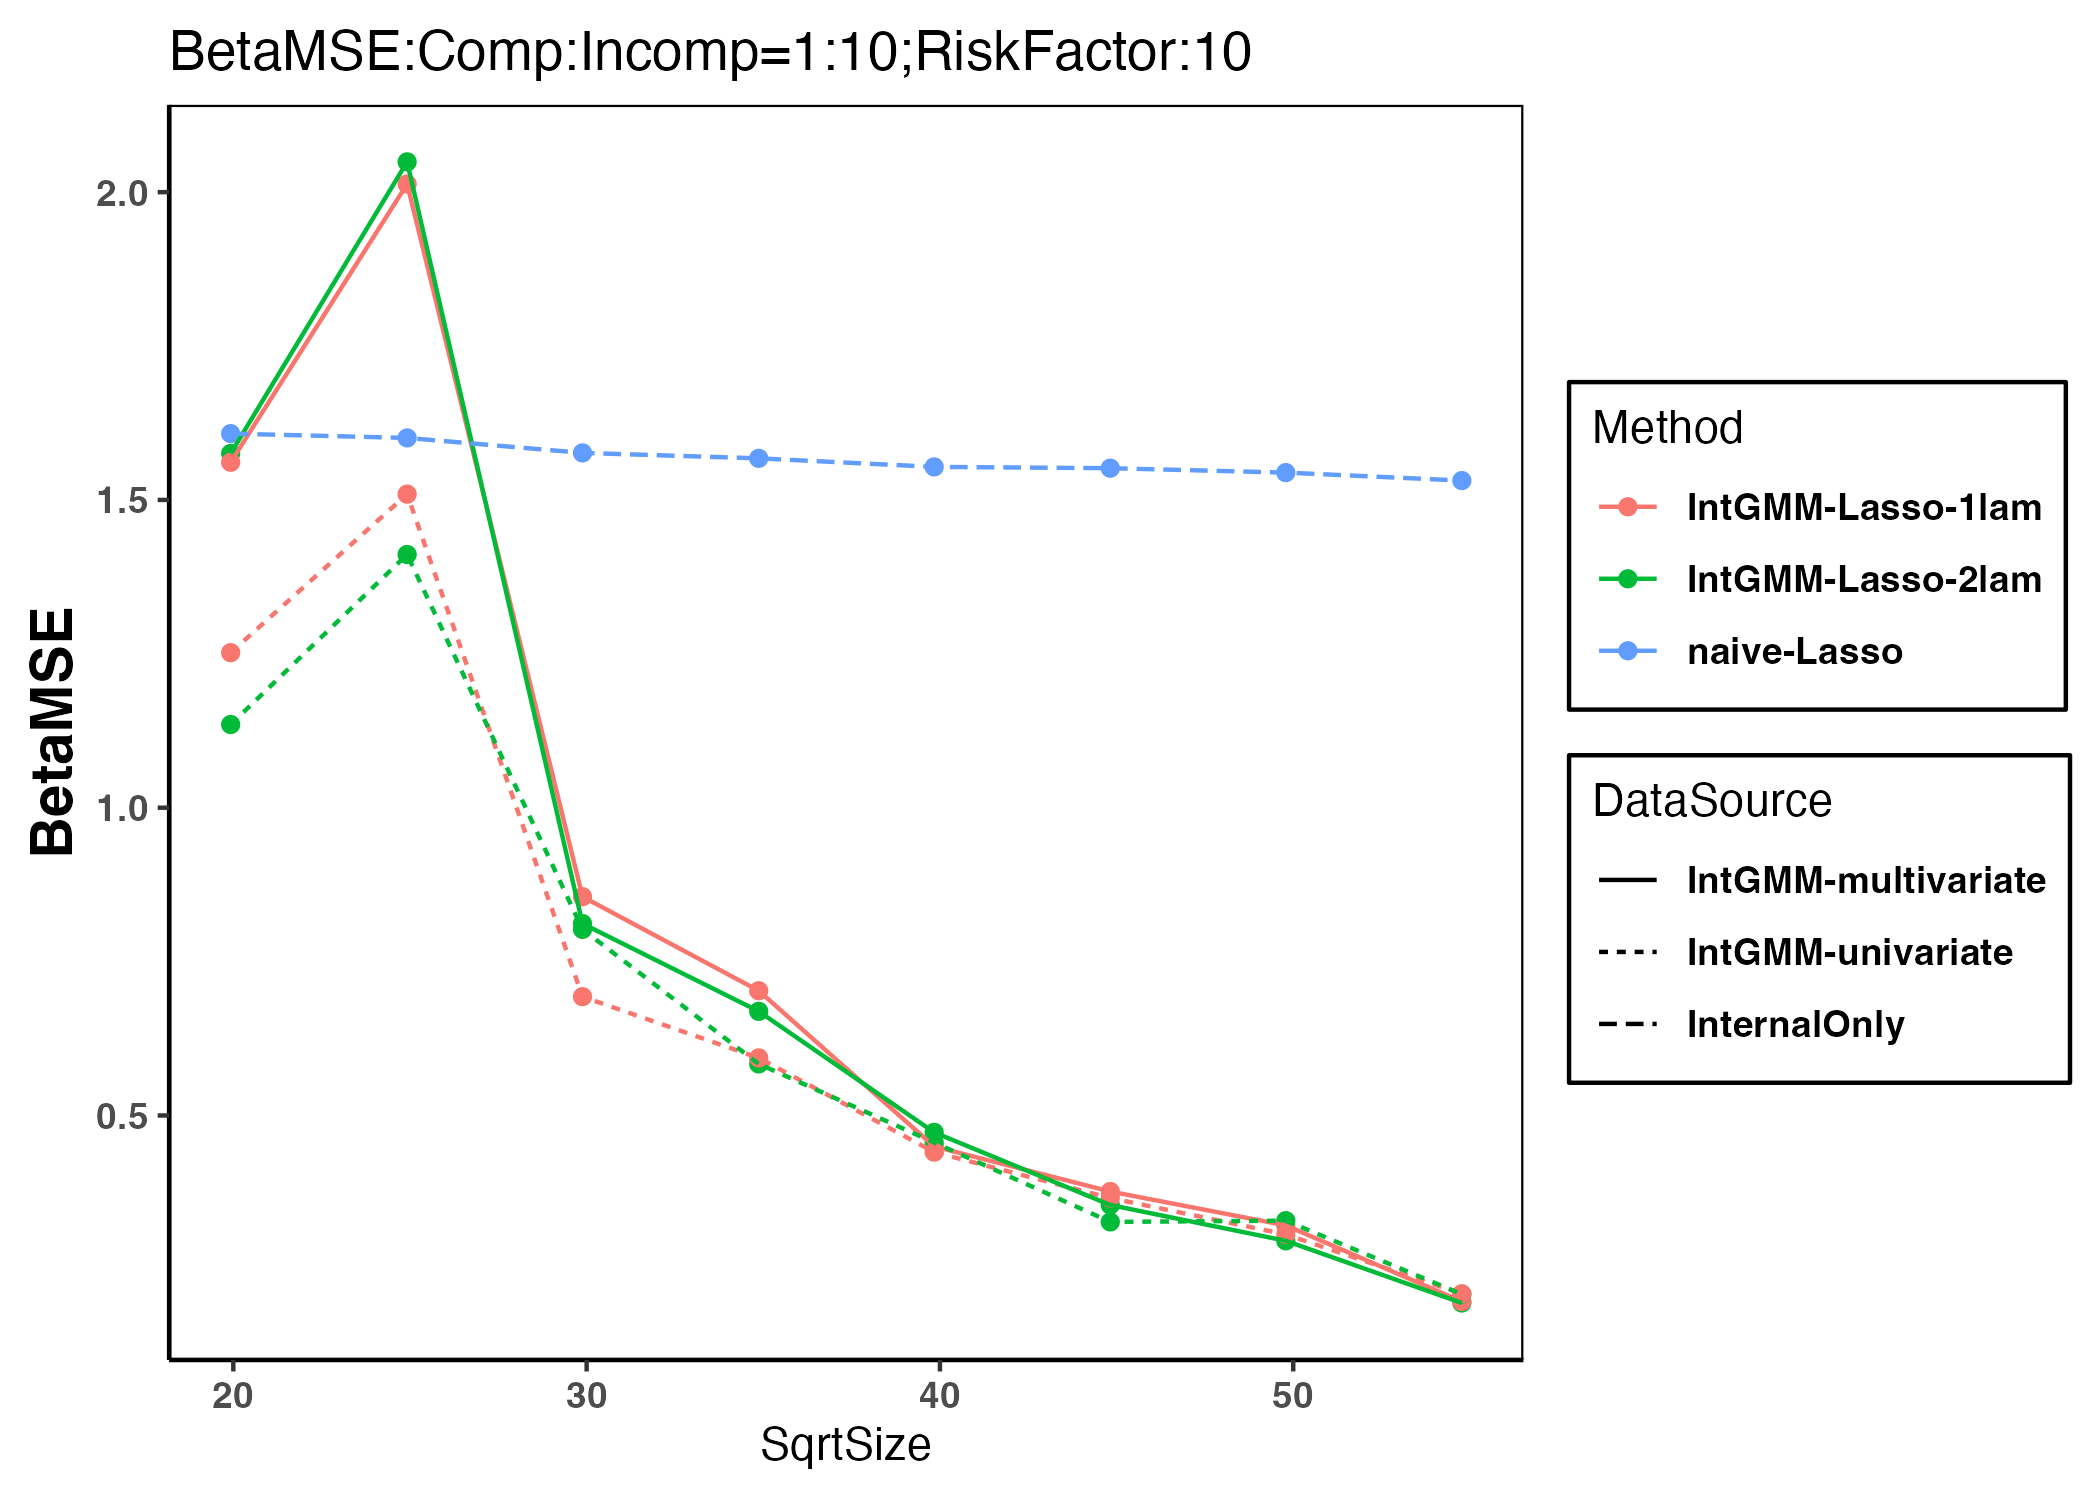 BetaMSE:Comp:Incomp=1:10;RiskFactor:10
BetaMSE
2.0
1.5
1.0
0.5
20 30 40 50
SqrtSize
Method
IntGMM-Lasso-1lam
IntGMM-Lasso-2lam
naive-Lasso
DataSource
IntGMM-multivariate
IntGMM-univariate
InternalOnly